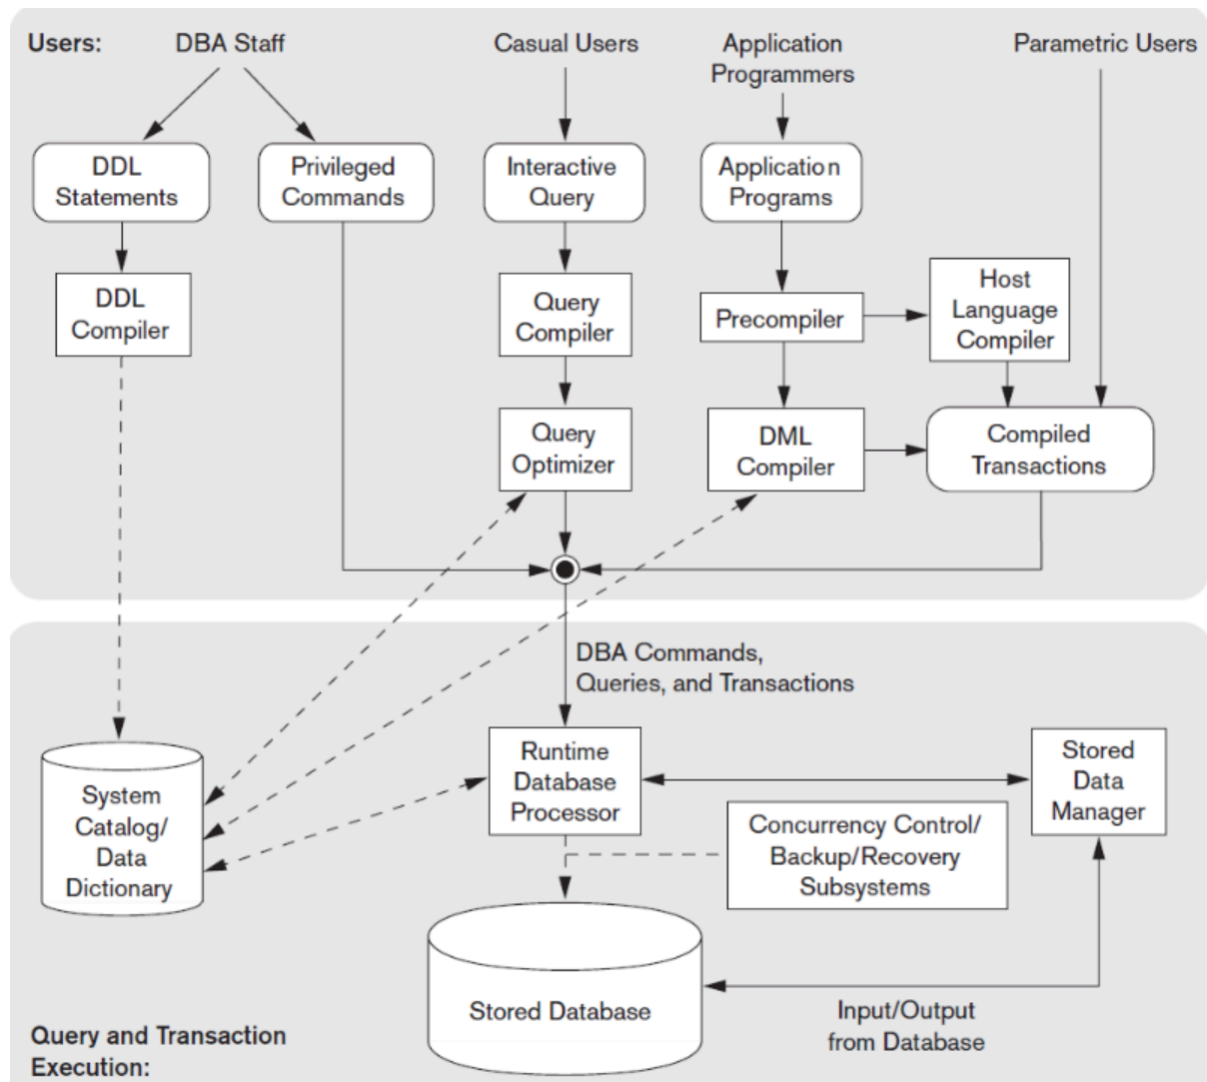 Users:
DBA Staff
Casual Users
Application
Programmers
Parametric Users
DDL
Statements
Privileged
Commands
Interactive
Query
Application
Programs
DDL
Compiler
Query
Compiler
Precompiler
Host
Language
Compiler
Query
Optimizer
DML
Compiler
Compiled
Transactions
DBA Commands,
Queries, and Transactions
System
Catalog/
Data
Dictionary
Runtime
Database
Processor
Stored
Data
Manager
Concurrency Control/
Backup/Recovery
Subsystems
Stored Database
Input/Output
from Database
Query and Transaction
Execution: